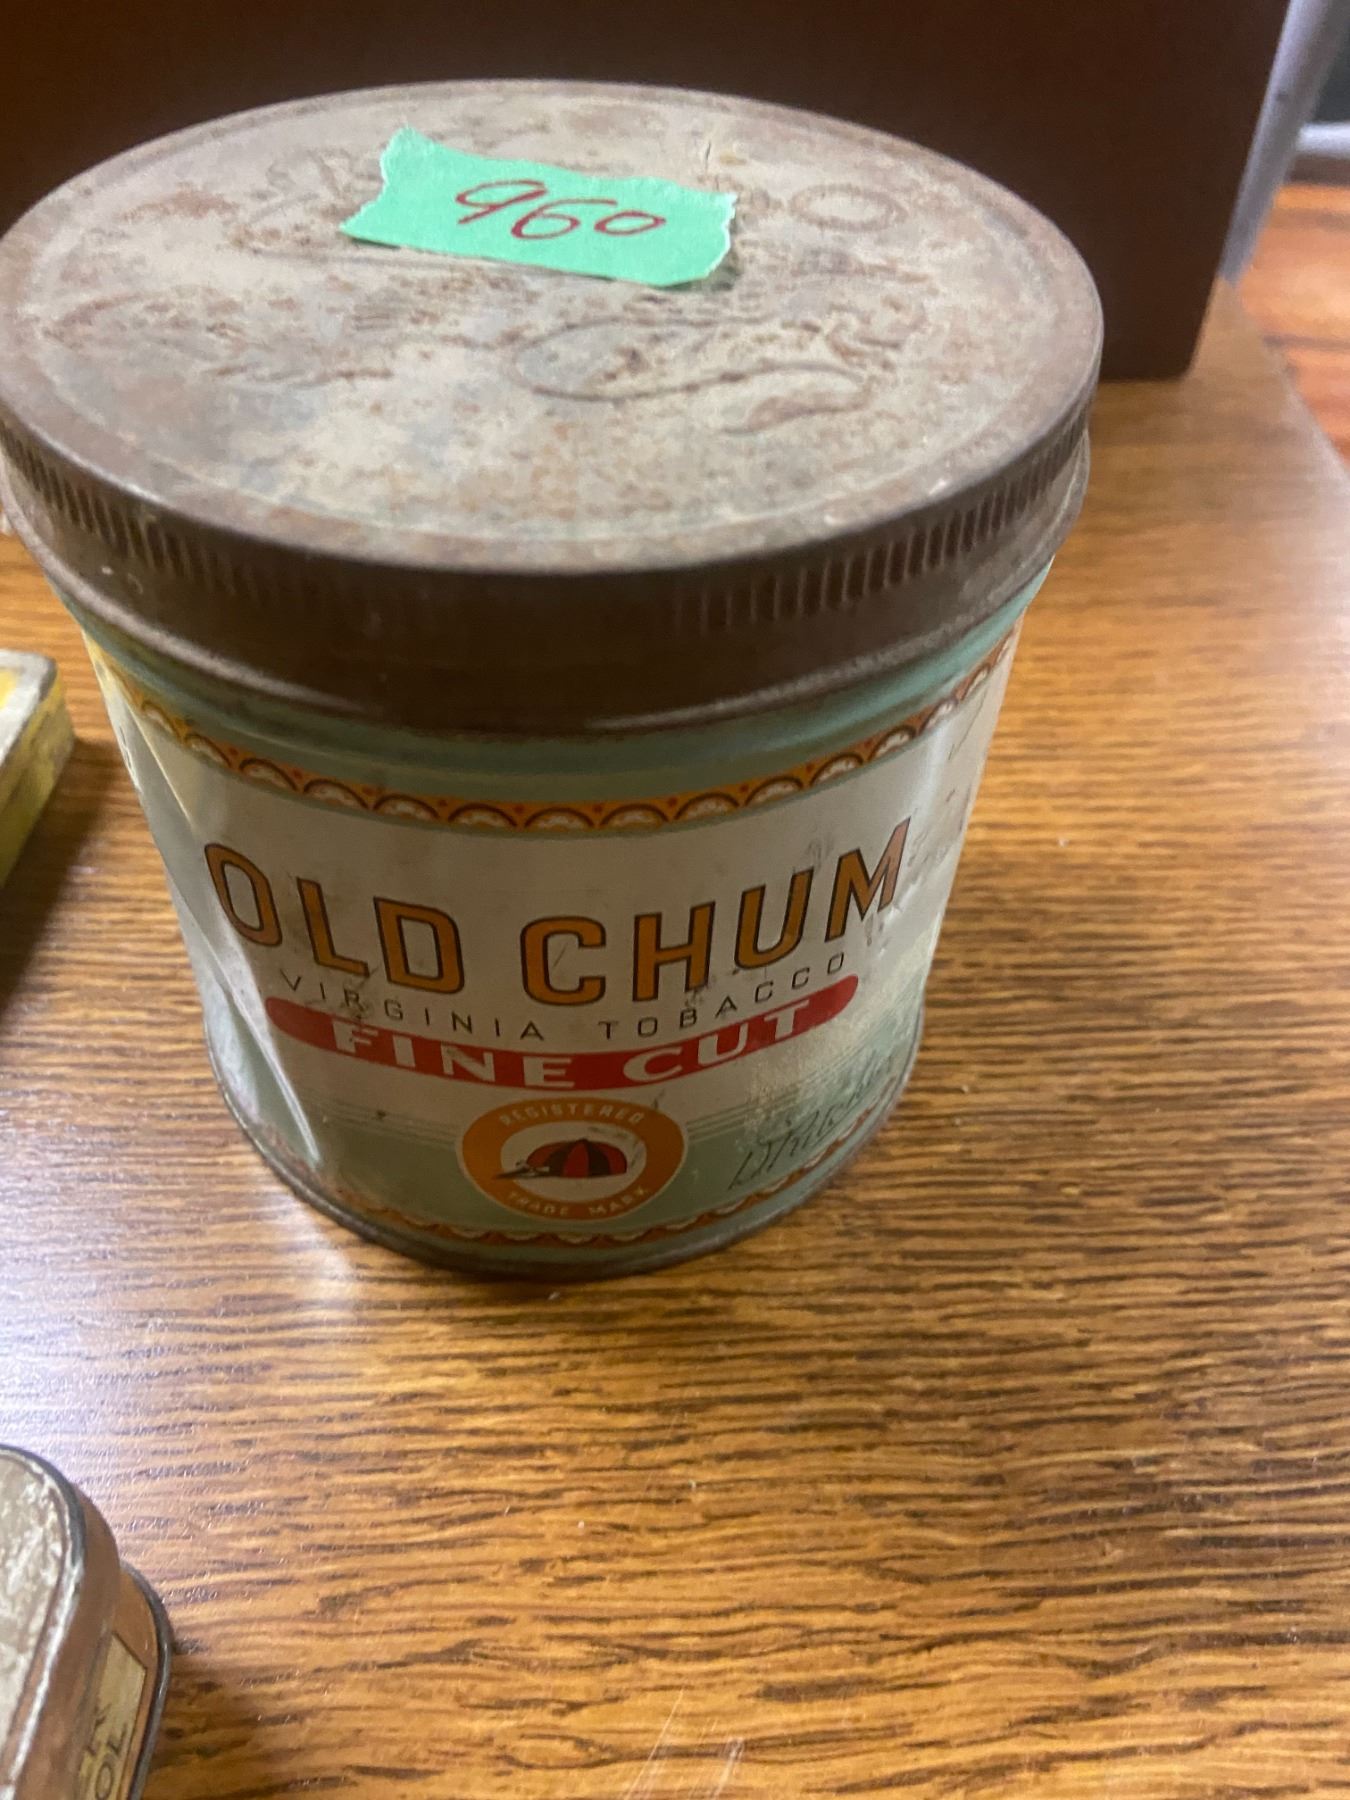 960
OLD CHUM
VIRGINIA TOBACCO
FINE CUT
REGISTERED
TRADE MARK